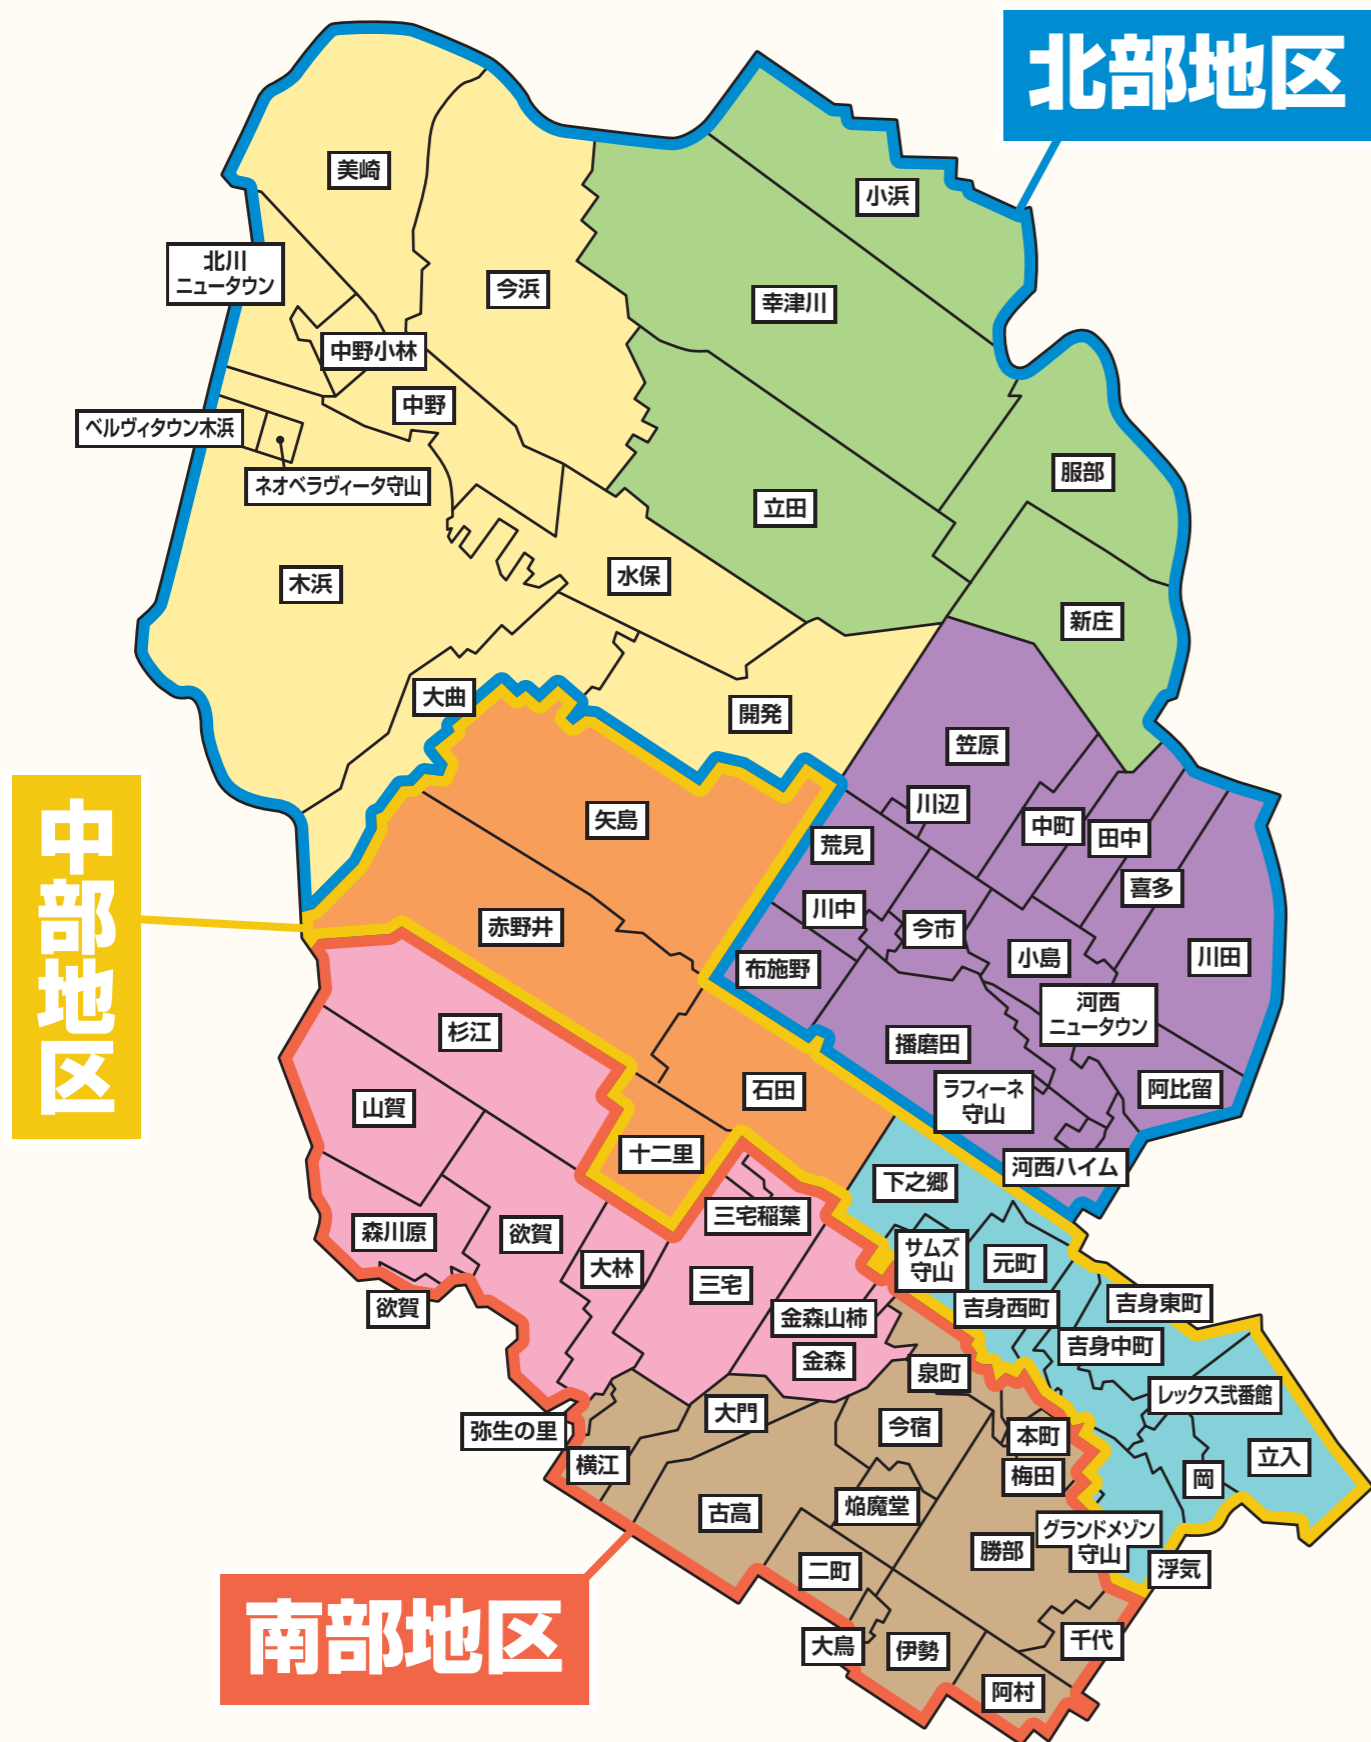 北部地区
美崎
小浜
北川
ニュータウン
今浜
幸津川
中野小林
中野
ベルヴィタウン木浜
ネオベラヴィータ守山
服部
立田
木浜
水保
新庄
大曲
開発
笠原
中部地区
矢島
川辺
中町
田中
荒見
喜多
川中
今市
赤野井
布施野
小島
川田
河西
ニュータウン
杉江
播磨田
山賀
石田
ラフィーネ
守山
阿比留
十二里
河西ハイム
下之郷
三宅稲葉
森川原
欲賀
大林
サムズ
守山
元町
三宅
欲賀
吉身西町
吉身東町
金森山柿
吉身中町
金森
泉町
レックス弐番館
大門
弥生の里
今宿
本町
横江
梅田
岡
立入
古高
焔魔堂
グランドメゾン
守山
勝部
二町
浮気
南部地区
大鳥
伊勢
千代
阿村